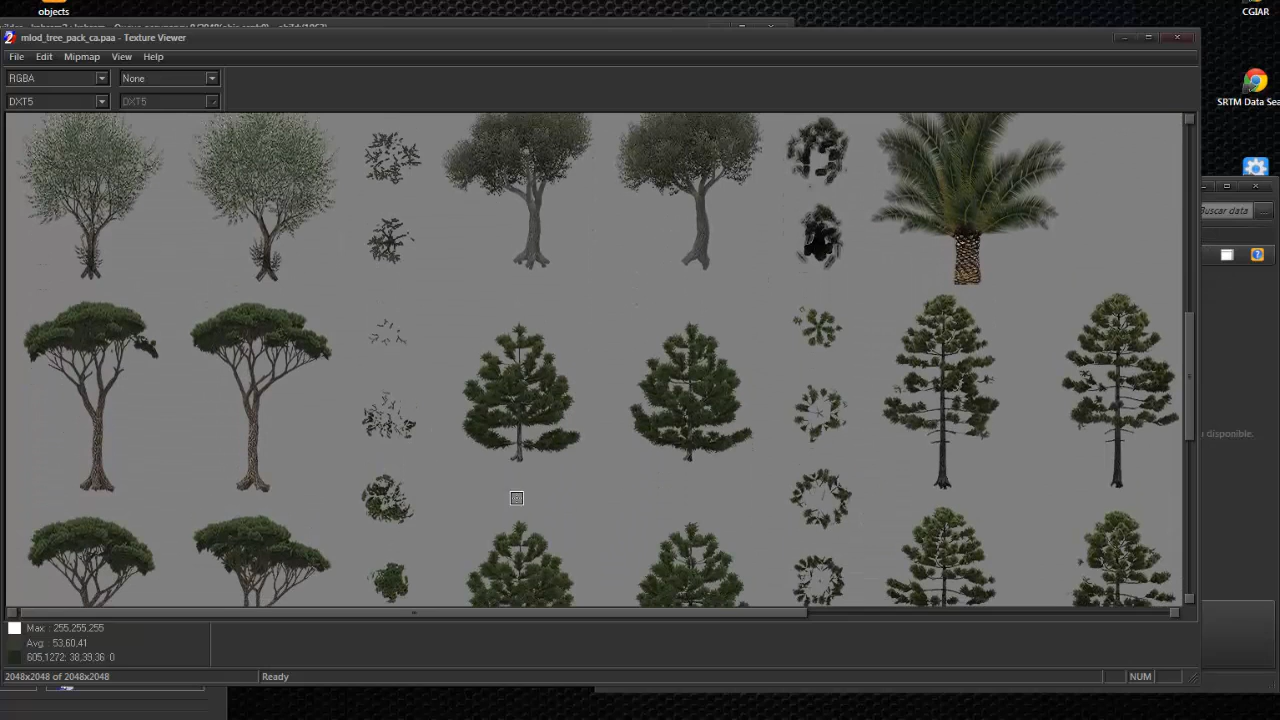 objects
CGIAR
mlod_tree_pack_ca.paa - Texture Viewer
File Edit Mipmap View Help
RGBA None
DXT5 DXT5
SRTM Data Sea
Buscar data
disponible.
Max : 255.255.255
Avg : 53,60,41
605,1272: 38,39,36 0
2048x2048 of 2048x2048 Ready NUM